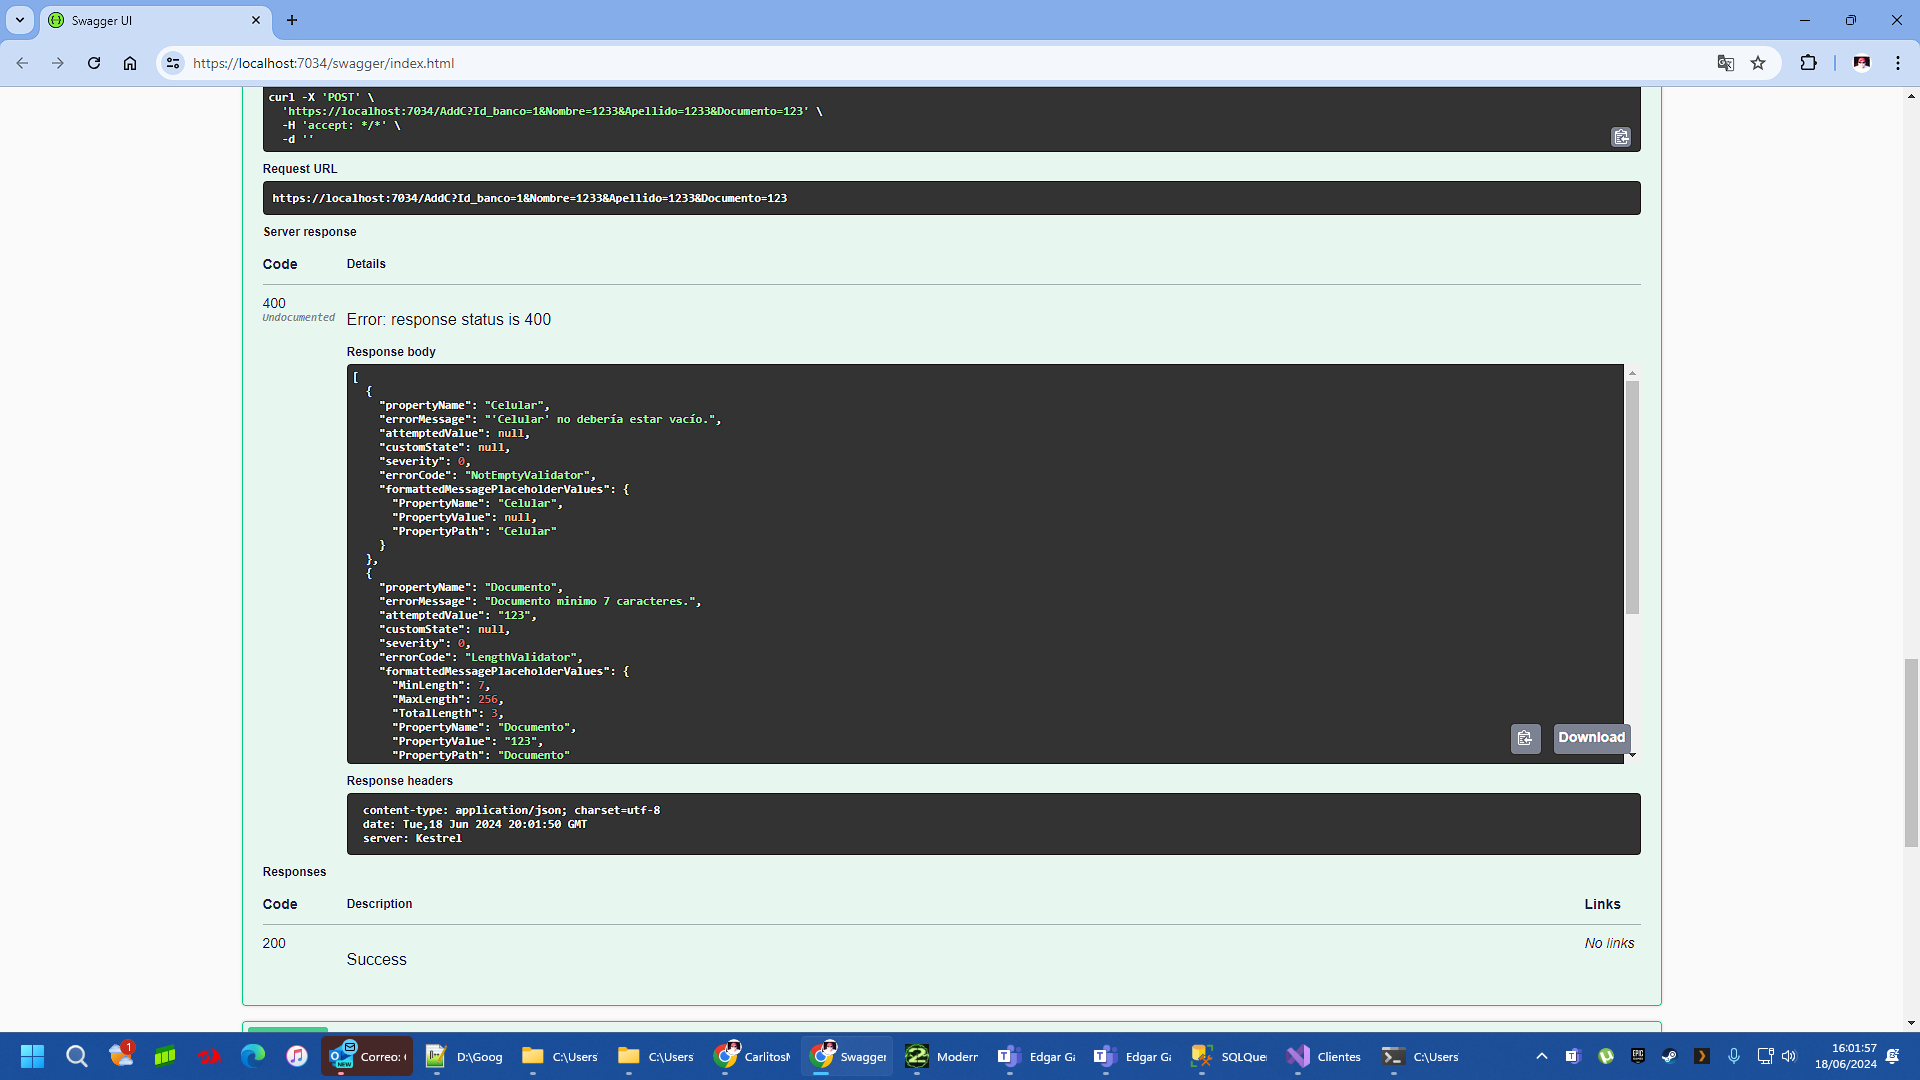 Swagger UI
https://localhost:7034/swagger/index.html
curl -X 'POST' \
'https://localhost:7034/AddC?Id_banco=1&Nombre=1233&Apellido=1233&Documento=123' \
-H 'accept: */*' \
-d ''
Request URL
https://localhost:7034/AddC?Id_banco=1&Nombre=1233&Apellido=1233&Documento=123
Server response
Code Details
400
Undocumented
Error: response status is 400
Response body
[
{
"propertyName": "Celular",
"errorMessage": "'Celular' no debería estar vacío.",
"attemptedValue": null,
"customState": null,
"severity": 0,
"errorCode": "NotEmptyValidator",
"formattedMessagePlaceholderValues": {
"PropertyName": "Celular",
"PropertyValue": null,
"PropertyPath": "Celular"
}
},
{
"propertyName": "Documento",
"errorMessage": "Documento minimo 7 caracteres.",
"attemptedValue": "123",
"customState": null,
"severity": 0,
"errorCode": "LengthValidator",
"formattedMessagePlaceholderValues": {
"MinLength": 7,
"MaxLength": 256,
"TotalLength": 3,
"PropertyName": "Documento",
"PropertyValue": "123",
"PropertyPath": "Documento"
Download
Response headers
content-type: application/json; charset=utf-8
date: Tue,18 Jun 2024 20:01:50 GMT
server: Kestrel
Responses
Code Description Links
200
Success
No links
1
NEW
Correo: 
D:\Goog
C:\Users
C:\Users
Carlitos
Swagger
Modern
Edgar Ga
Edgar Ga
SQLQue
Clientes
C:\Users
16:01:57
18/06/2024